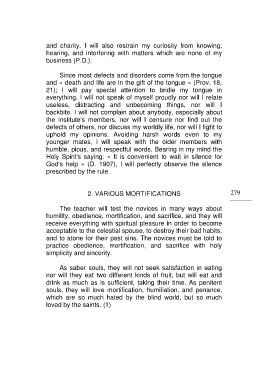 and charity. I will also restrain my curiosity from knowing,
hearing, and interfering with matters which are none of my
business (P.D.).
Since most defects and disorders come from the tongue
and « death and life are in the gift of the tongue » (Prov. 18,
21); I will pay special attention to bridle my tongue in
everything. I will not speak of myself proudly nor will I relate
useless, distracting and unbecoming things, nor will I
backbite. I will not complain about anybody, especially about
the institute's members, nor will I censure nor find out the
defects of others, nor discuss my worldly life, nor will I fight to
uphold my opinions. Avoiding harsh words even to my
younger mates, I will speak with the older members with
humble, pious, and respectful words. Bearing in my mind the
Holy Spirit's saying: « It is convenient to wait in silence for
God's help » (D. 1907), I will perfectly observe the silence
prescribed by the rule.
2. VARIOUS MORTIFICATIONS
279
The teacher will test the novices in many ways about
humility, obedience, mortification, and sacrifice, and they will
receive everything with spiritual pleasure in order to become
acceptable to the celestial spouse, to destroy their bad habits,
and to atone for their past sins. The novices must be told to
practice obedience, mortification, and sacrifice with holy
simplicity and sincerity.
As saber souls, they will not seek satisfaction in eating
nor will they eat two different kinds of fruit, but will eat and
drink as much as is sufficient, taking their time. As penitent
souls, they will love mortification, humiliation, and penance,
which are so much hated by the blind world, but so much
loved by the saints. (1)